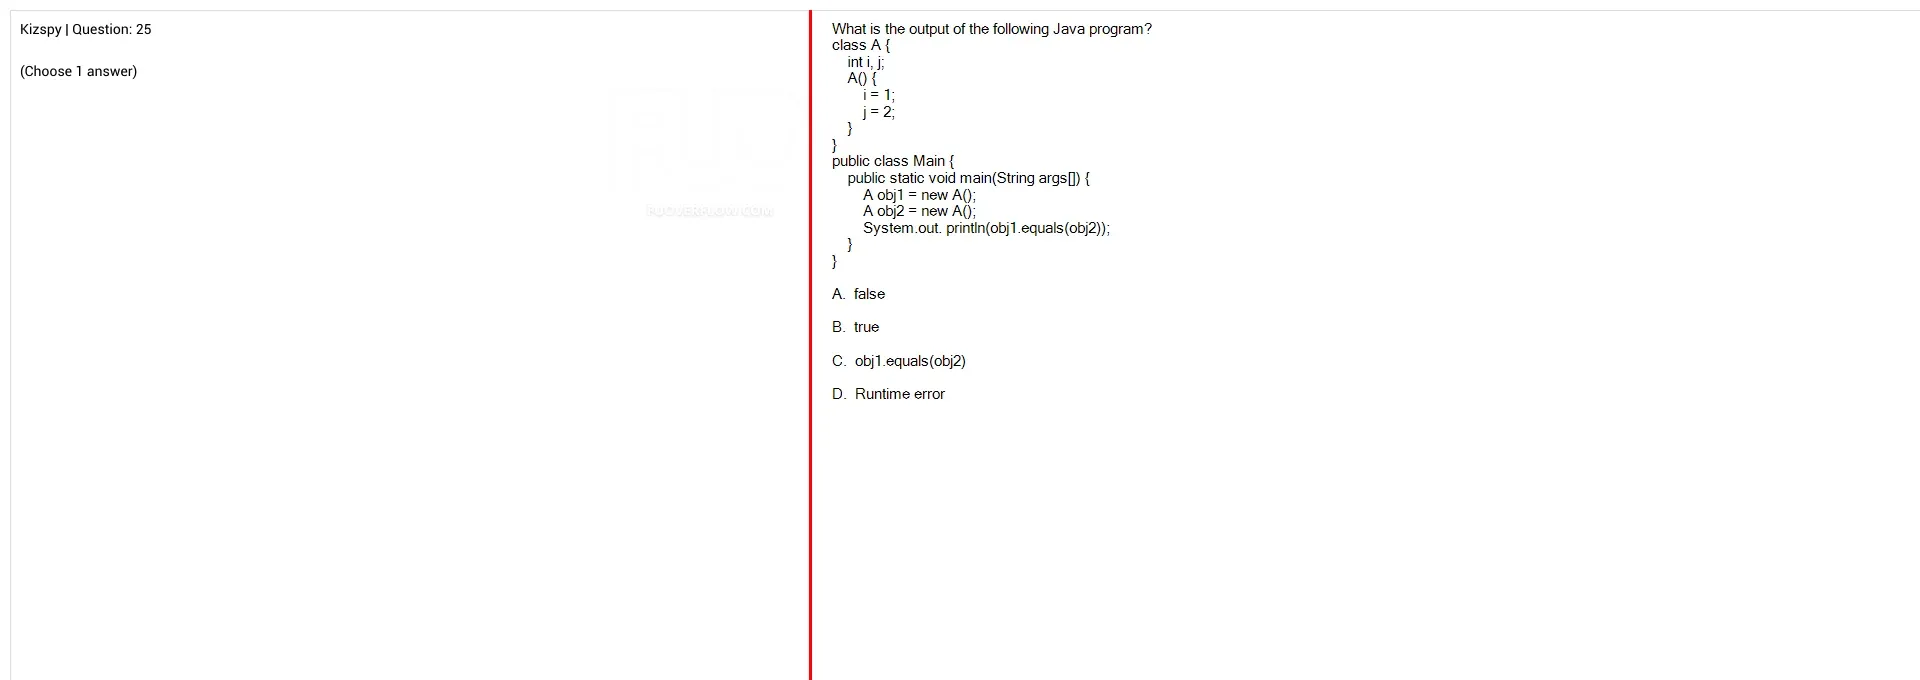 Kizspy | Question: 25
(Choose 1 answer)
FUOVERFLOW.COM
What is the output of the following Java program?
class A {
int i, j;
A() {
i = 1;
j = 2;
}
}
public class Main {
public static void main(String args[]) {
A obj1 = new A();
A obj2 = new A();
System.out. println(obj1.equals(obj2));
}
}
A. false
B. true
C. obj1.equals(obj2)
D. Runtime error